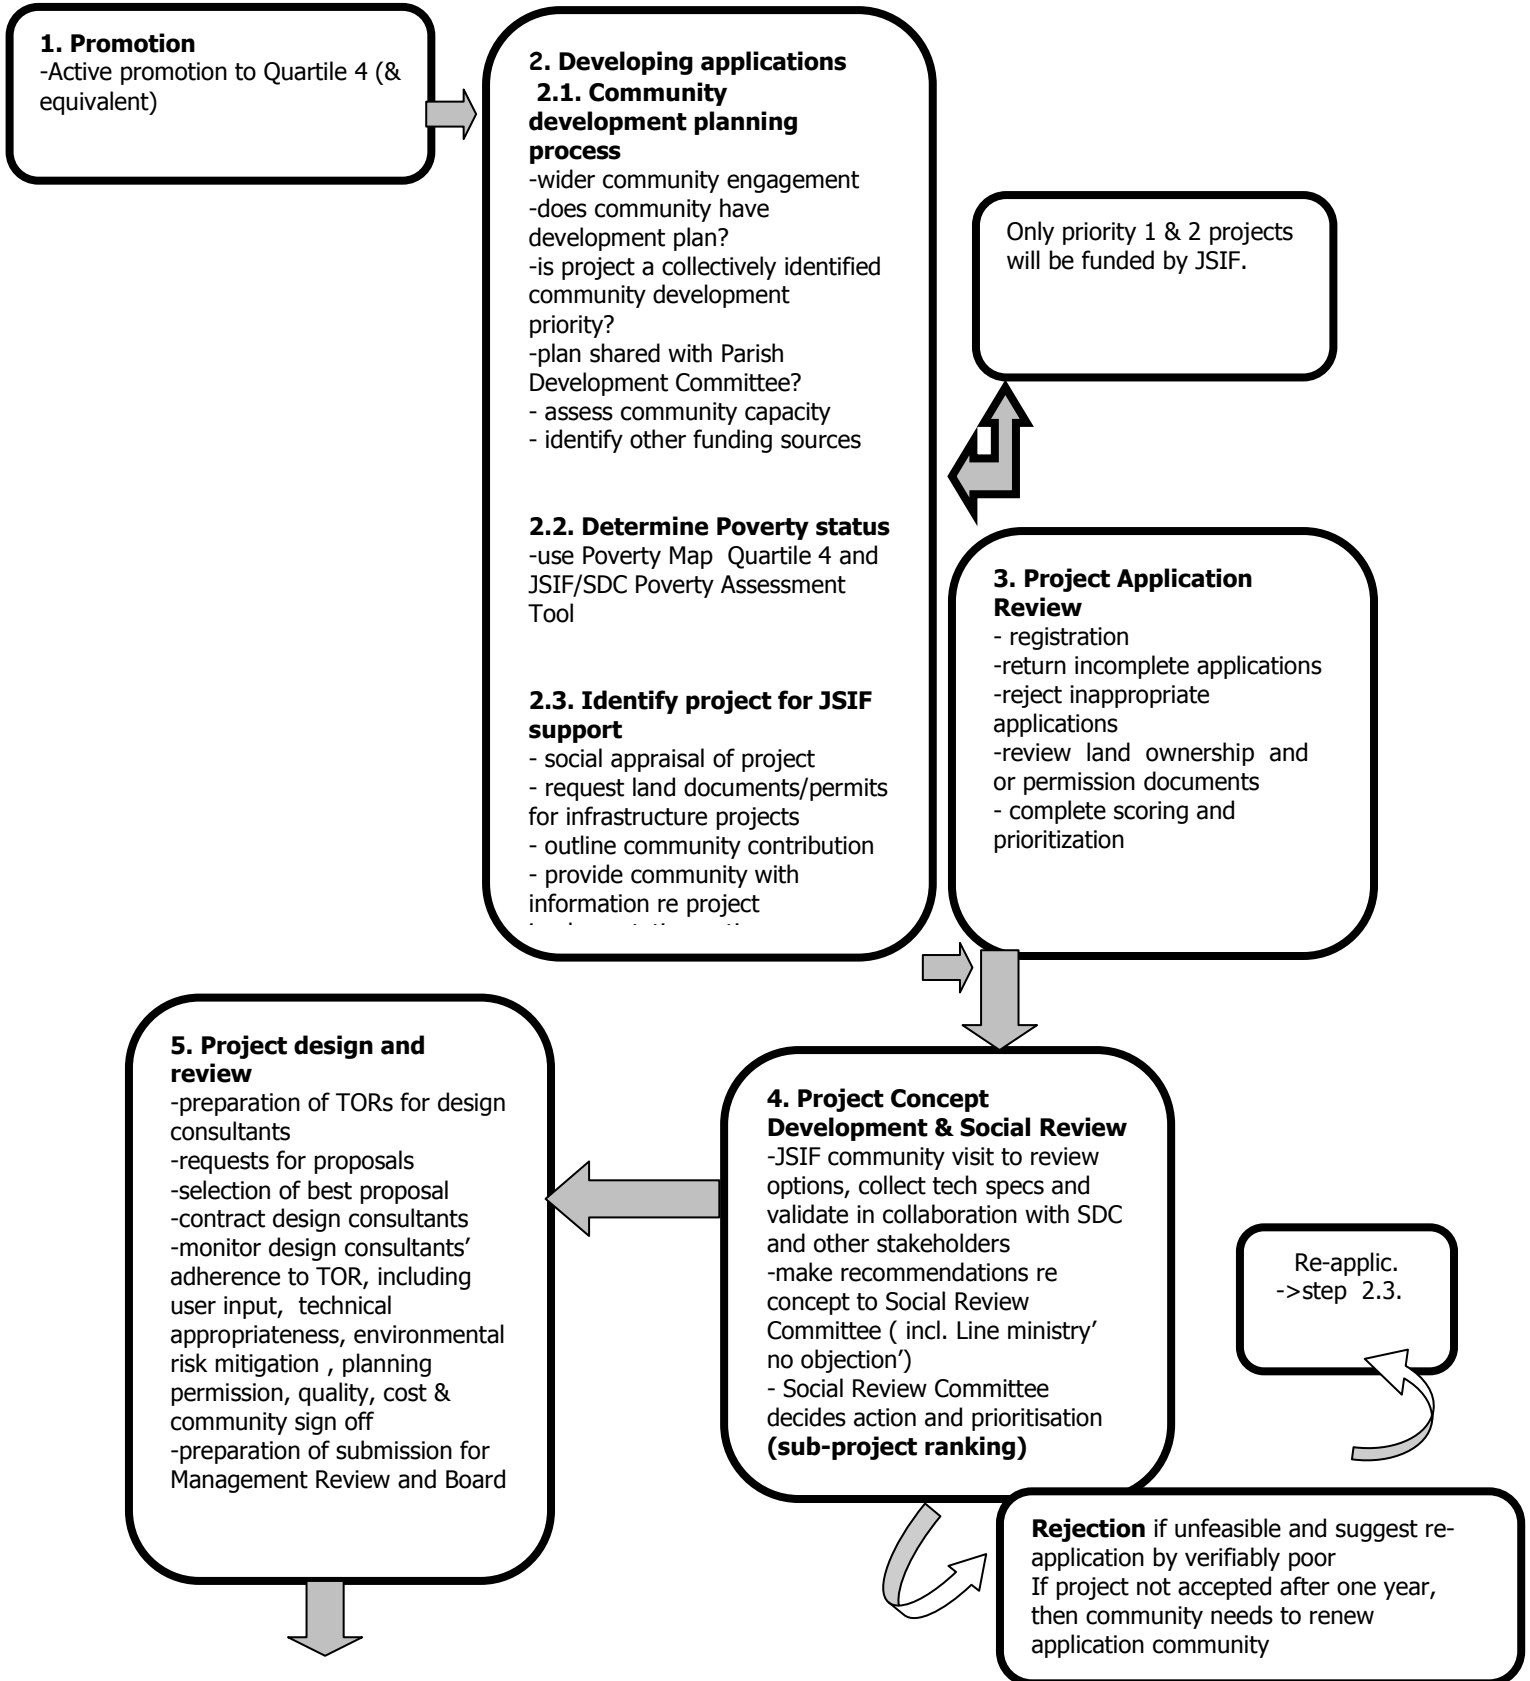 1. Promotion
-Active promotion to Quartile 4 (&
equivalent)
2. Developing applications
2.1. Community
development planning
process
-wider community engagement
-does community have
development plan?
-is project a collectively identified
community development
priority?
-plan shared with Parish
Development Committee?
- assess community capacity
- identify other funding sources
2.2. Determine Poverty status
-use Poverty Map Quartile 4 and
JSIF/SDC Poverty Assessment
Tool
2.3. Identify project for JSIF
support
- social appraisal of project
- request land documents/permits
for infrastructure projects
- outline community contribution
- provide community with
information re project
Only priority 1 & 2 projects
will be funded by JSIF.
3. Project Application
Review
- registration
-return incomplete applications
-reject inappropriate
applications
-review land ownership and
or permission documents
- complete scoring and
prioritization
4. Project Concept
Development & Social Review
-JSIF community visit to review
options, collect tech specs and
validate in collaboration with SDC
and other stakeholders
-make recommendations re
concept to Social Review
Committee ( incl. Line ministry’
no objection’)
- Social Review Committee
decides action and prioritisation
(sub-project ranking)
5. Project design and
review
-preparation of TORs for design
consultants
-requests for proposals
-selection of best proposal
-contract design consultants
-monitor design consultants’
adherence to TOR, including
user input, technical
appropriateness, environmental
risk mitigation , planning
permission, quality, cost &
community sign off
-preparation of submission for
Management Review and Board
Re-applic.
->step 2.3.
Rejection if unfeasible and suggest re-
application by verifiably poor
If project not accepted after one year,
then community needs to renew
application community